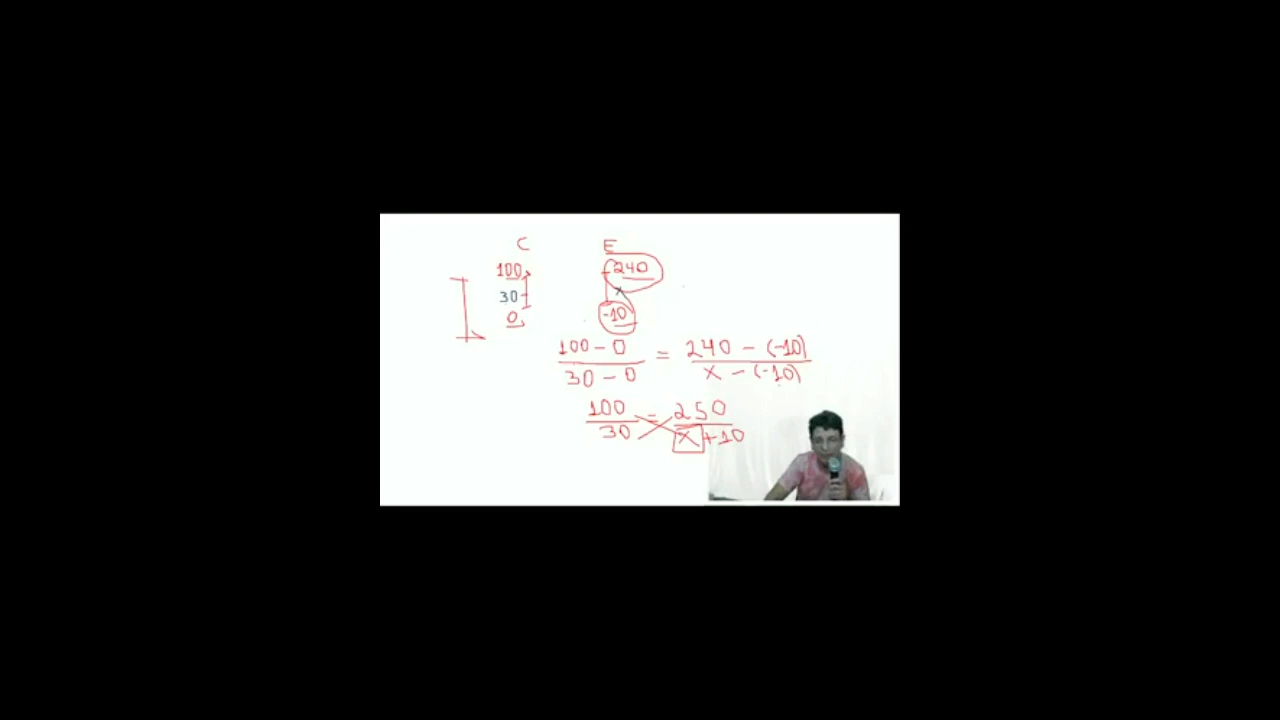 C E
100 240
30 x
0 -10
100 - 0 = 240 - (-10)
30 - 0 x - (-10)
100 = 250
30 x + 10